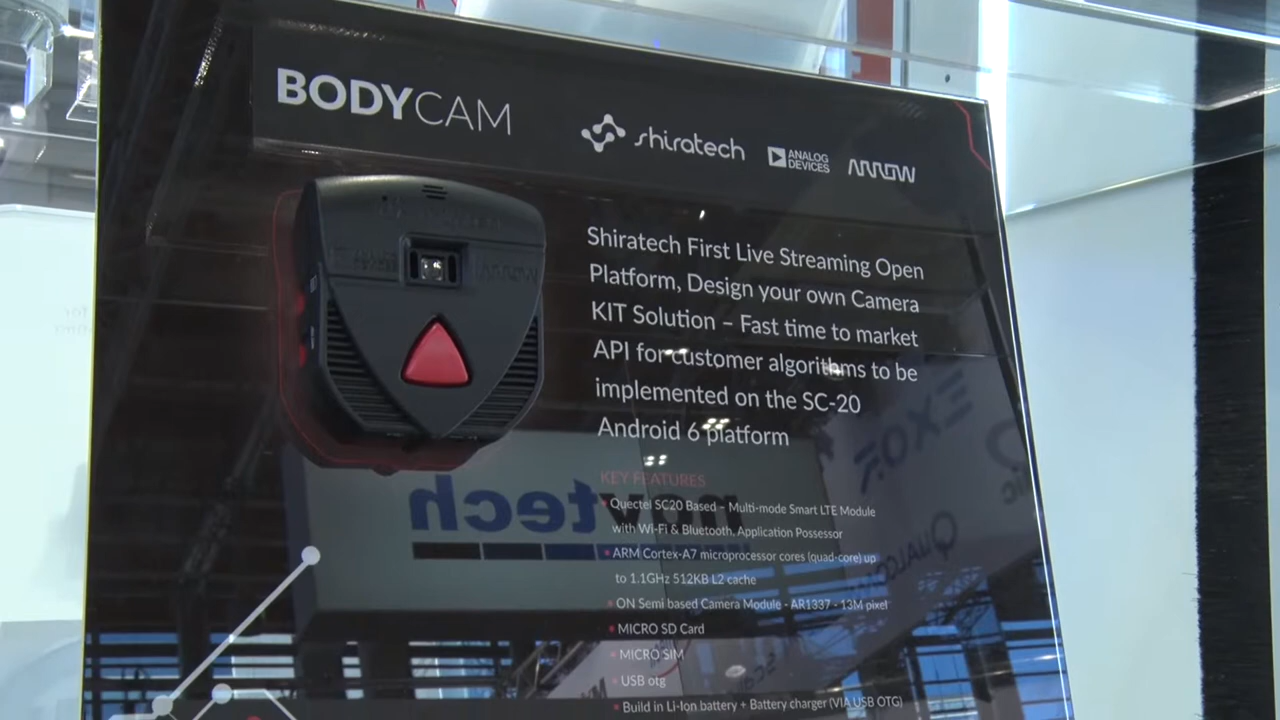 BODYCAM
shiratech
ANALOG
DEVICES
ARROW
Shiratech First Live Streaming Open
Platform, Design your own Camera
KIT Solution – Fast time to market
API for customer algorithms to be
implemented on the SC-20
Android 6 platform
KEY FEATURES
Quectel SC20 Based – Multi-mode Smart LTE Module
with Wi-Fi & Bluetooth, Application Possessor
ARM Cortex-A7 microprocessor cores (quad-core) up
to 1.1GHz 512KB L2 cache
ON Semi based Camera Module - AR1337 - 13M pixel
MICRO SD Card
MICRO SIM
USB otg
Build in Li-Ion battery + Battery charger (VIA USB OTG)
novtech